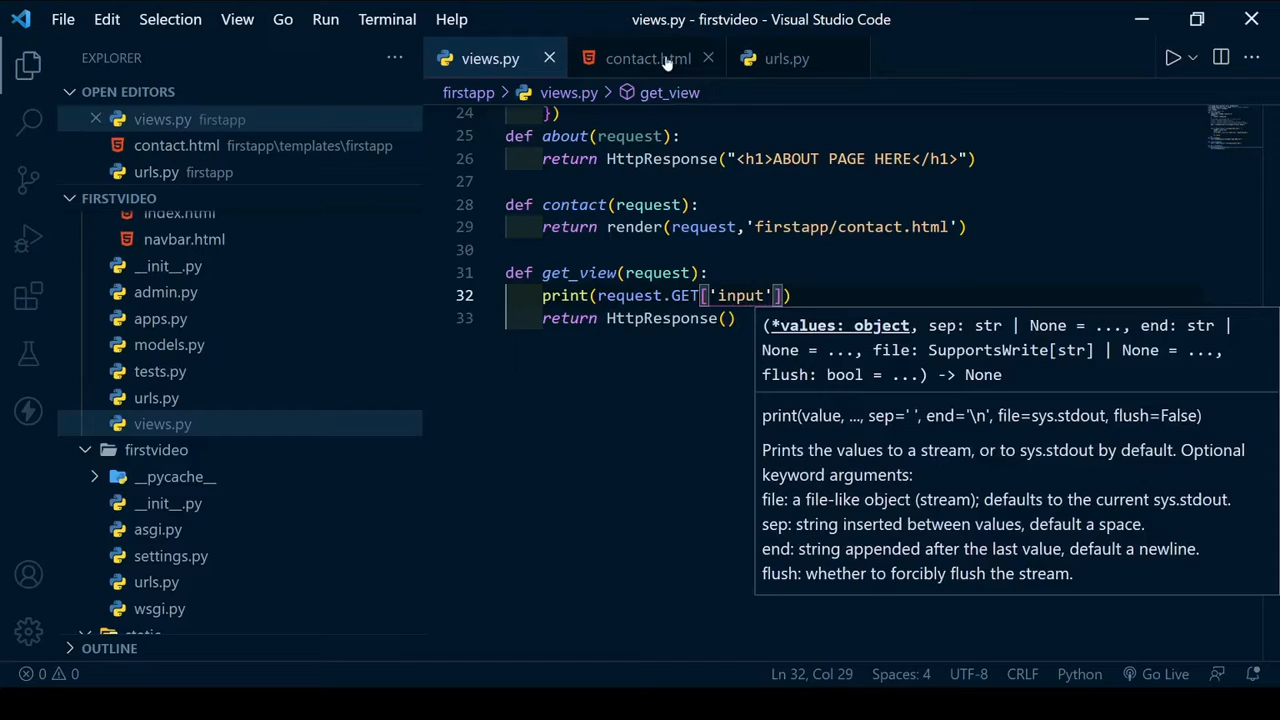 File Edit Selection View Go Run Terminal Help views.py - firstvideo - Visual Studio Code
EXPLORER
views.py contact.html urls.py
OPEN EDITORS
firstapp > views.py > get_view
views.py firstapp
contact.html firstapp\templates\firstapp
urls.py firstapp
FIRSTVIDEO
index.html
navbar.html
__init__.py
admin.py
apps.py
models.py
tests.py
urls.py
views.py
firstvideo
__pycache__
__init__.py
asgi.py
settings.py
urls.py
wsgi.py
static
OUTLINE
24 })
25 def about(request):
26 return HttpResponse("<h1>ABOUT PAGE HERE</h1>")
27
28 def contact(request):
29 return render(request,'firstapp/contact.html')
30
31 def get_view(request):
32 print(request.GET['input'])
33 return HttpResponse()
(*values: object, sep: str | None = ..., end: str |
None = ..., file: SupportsWrite[str] | None = ...,
flush: bool = ...) -> None
print(value, ..., sep=' ', end='\n', file=sys.stdout, flush=False)
Prints the values to a stream, or to sys.stdout by default. Optional
keyword arguments:
file: a file-like object (stream); defaults to the current sys.stdout.
sep: string inserted between values, default a space.
end: string appended after the last value, default a newline.
flush: whether to forcibly flush the stream.
0 0 Ln 32, Col 29 Spaces: 4 UTF-8 CRLF Python Go Live